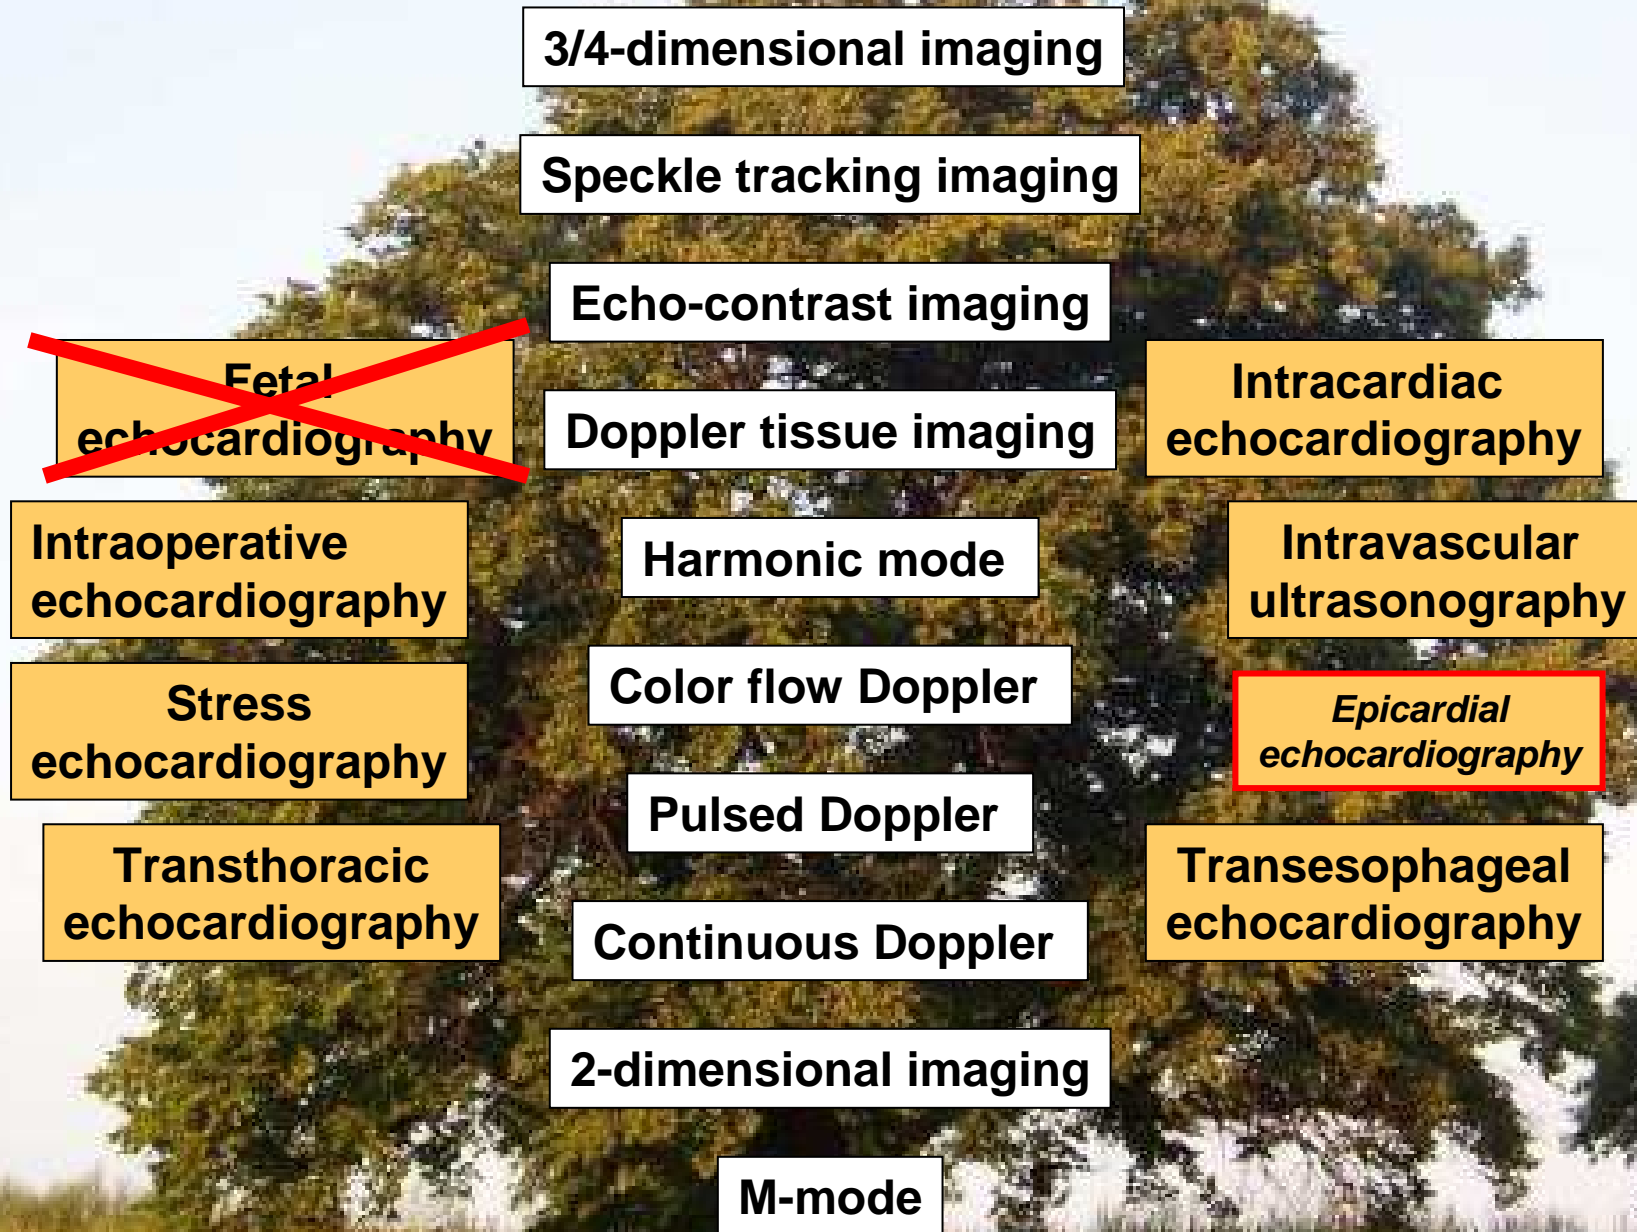 3/4-dimensional imaging
Speckle tracking imaging
Echo-contrast imaging
Fetal
echocardiography
Doppler tissue imaging
Intracardiac
echocardiography
Intraoperative
echocardiography
Harmonic mode
Intravascular
ultrasonography
Stress
echocardiography
Color flow Doppler
Epicardial
echocardiography
Pulsed Doppler
Transthoracic
echocardiography
Continuous Doppler
Transesophageal
echocardiography
2-dimensional imaging
M-mode